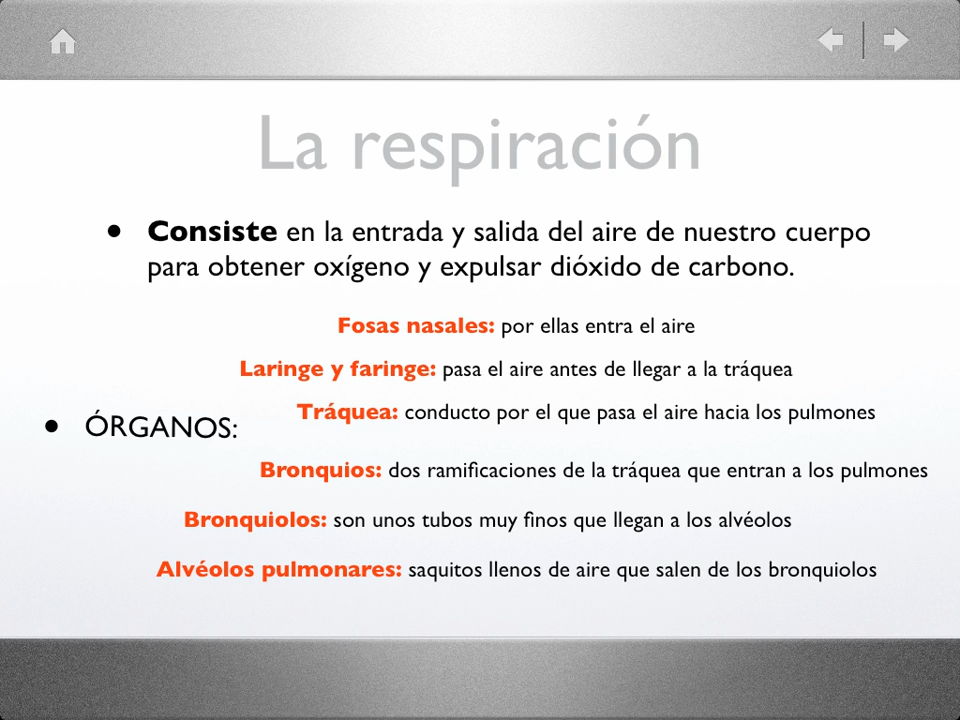 La respiración
• Consiste en la entrada y salida del aire de nuestro cuerpo
para obtener oxígeno y expulsar dióxido de carbono.
Fosas nasales: por ellas entra el aire
Laringe y faringe: pasa el aire antes de llegar a la tráquea
Tráquea: conducto por el que pasa el aire hacia los pulmones
• ÓRGANOS:
Bronquios: dos ramificaciones de la tráquea que entran a los pulmones
Bronquiolos: son unos tubos muy finos que llegan a los alvéolos
Alvéolos pulmonares: saquitos llenos de aire que salen de los bronquiolos